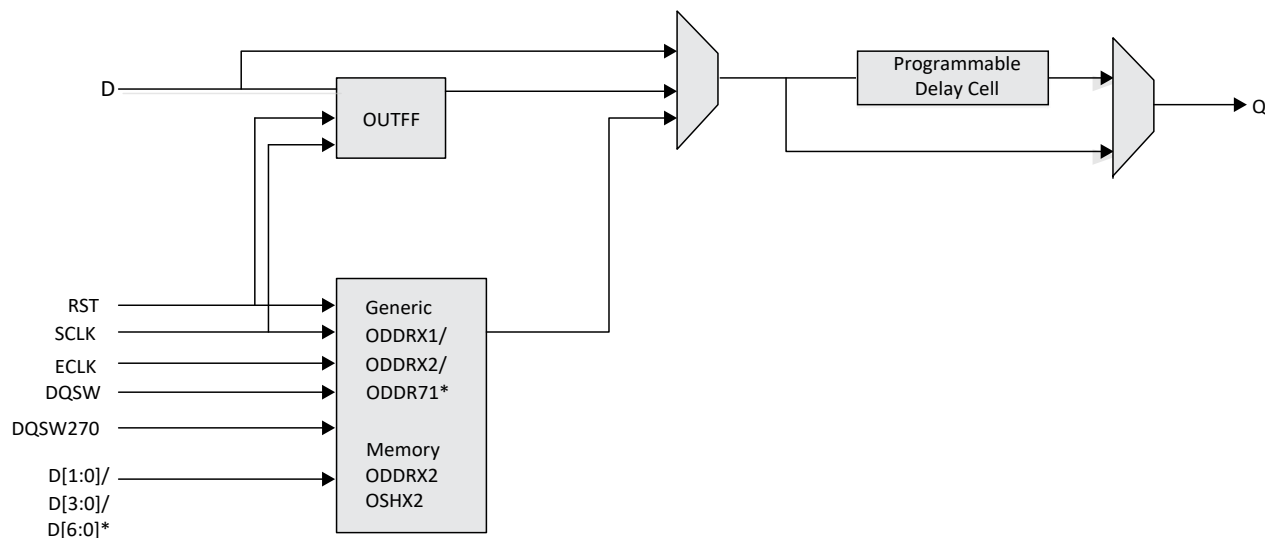 D
OUTFF
Programmable
Delay Cell
Q
RST
SCLK
ECLK
DQSW
DQSW270
D[1:0]/
D[3:0]/
D[6:0]*
Generic
ODDRX1/
ODDRX2/
ODDR71*
Memory
ODDRX2
OSHX2